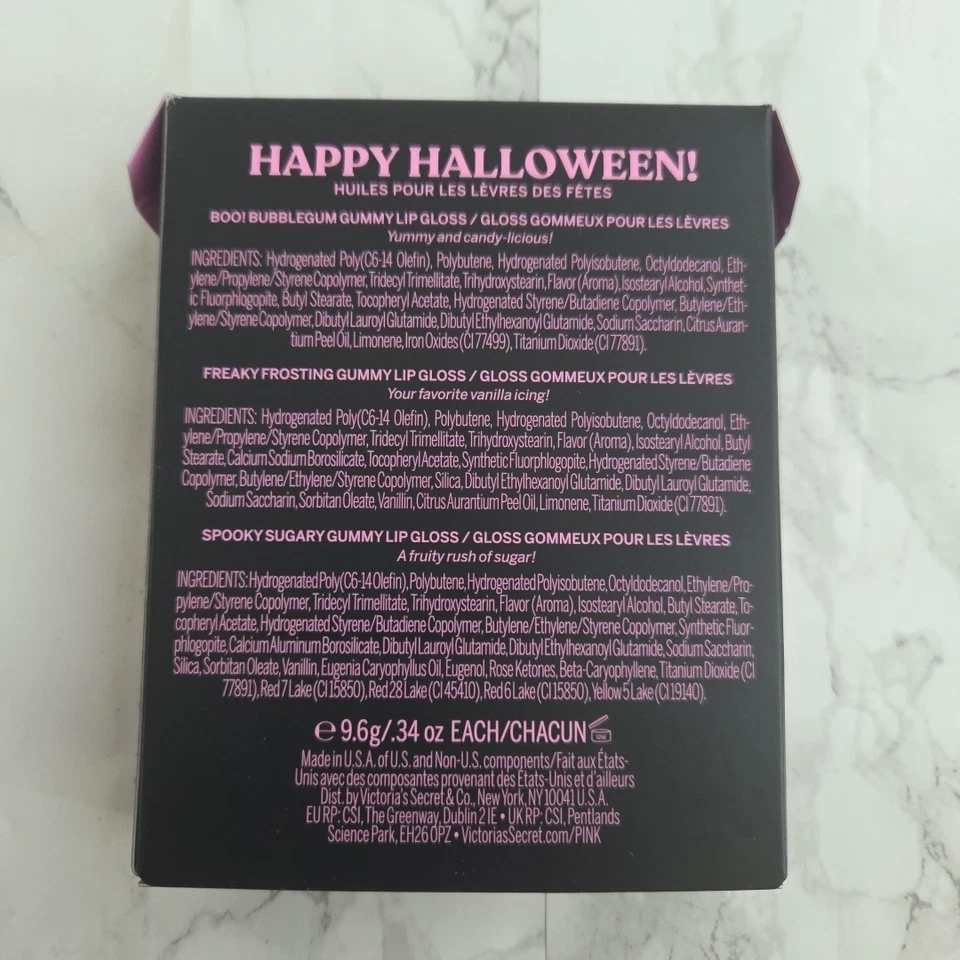 HAPPY HALLOWEEN!
HUILES POUR LES LÈVRES DES FÊTES
BOO! BUBBLEGUM GUMMY LIP GLOSS / GLOSS GOMMEUX POUR LES LÈVRES
Yummy and candy-licious!
INGREDIENTS: Hydrogenated Poly(C6-14 Olefin), Polybutene, Hydrogenated Polyisobutene, Octyldodecanol, Eth-
ylene/Propylene/Styrene Copolymer, Tridecyl Trimellitate, Trihydroxystearin, Flavor (Aroma), Isostearyl Alcohol, Synthet-
ic Fluorphlogopite, Butyl Stearate, Tocopheryl Acetate, Hydrogenated Styrene/Butadiene Copolymer, Butylene/Eth-
ylene/Styrene Copolymer, Dibutyl Lauroyl Glutamide, Dibutyl Ethylhexanoyl Glutamide, Sodium Saccharin, Citrus Auran-
tium Peel Oil, Limonene, Iron Oxides (CI 77499), Titanium Dioxide (CI 77891).
FREAKY FROSTING GUMMY LIP GLOSS / GLOSS GOMMEUX POUR LES LÈVRES
Your favorite vanilla icing!
INGREDIENTS: Hydrogenated Poly(C6-14 Olefin), Polybutene, Hydrogenated Polyisobutene, Octyldodecanol, Eth-
ylene/Propylene/Styrene Copolymer, Tridecyl Trimellitate, Trihydroxystearin, Flavor (Aroma), Isostearyl Alcohol, Butyl
Stearate, Calcium Sodium Borosilicate, Tocopheryl Acetate, Synthetic Fluorphlogopite, Hydrogenated Styrene/Butadiene
Copolymer, Butylene/Ethylene/Styrene Copolymer, Silica, Dibutyl Ethylhexanoyl Glutamide, Dibutyl Lauroyl Glutamide,
Sodium Saccharin, Sorbitan Oleate, Vanillin, Citrus Aurantium Peel Oil, Limonene, Titanium Dioxide (CI 77891).
SPOOKY SUGARY GUMMY LIP GLOSS / GLOSS GOMMEUX POUR LES LÈVRES
A fruity rush of sugar!
INGREDIENTS: Hydrogenated Poly(C6-14 Olefin), Polybutene, Hydrogenated Polyisobutene, Octyldodecanol, Ethylene/Pro-
pylene/Styrene Copolymer, Tridecyl Trimellitate, Trihydroxystearin, Flavor (Aroma), Isostearyl Alcohol, Butyl Stearate, To-
copheryl Acetate, Hydrogenated Styrene/Butadiene Copolymer, Butylene/Ethylene/Styrene Copolymer, Synthetic Fluor-
phlogopite, Calcium Aluminum Borosilicate, Dibutyl Lauroyl Glutamide, Dibutyl Ethylhexanoyl Glutamide, Sodium Saccharin,
Silica, Sorbitan Oleate, Vanillin, Eugenia Caryophyllus Oil, Eugenol, Rose Ketones, Beta-Caryophyllene, Titanium Dioxide (CI
77891), Red 7 Lake (CI 15850), Red 28 Lake (CI 45410), Red 6 Lake (CI 15850), Yellow 5 Lake (CI 19140).
℮ 9.6g/.34 oz EACH/CHACUN
Made in U.S.A. of U.S. and Non-U.S. components/Fait aux États-
Unis avec des composantes provenant des États-Unis et d'ailleurs
Dist. by Victoria's Secret & Co., New York, NY 10041 U.S.A.
EU RP: CSI, The Greenway, Dublin 2 IE • UK RP: CSI, Pentlands
Science Park, EH26 0PZ • VictoriasSecret.com/PINK